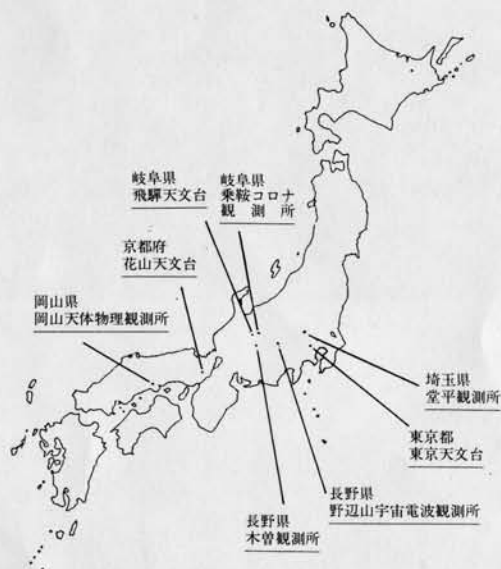 岐阜県
飛驒天文台
岐阜県
乗鞍コロナ
観測所
京都府
花山天文台
岡山県
岡山天体物理観測所
埼玉県
堂平観測所
東京都
東京天文台
長野県
野辺山宇宙電波観測所
長野県
木曽観測所